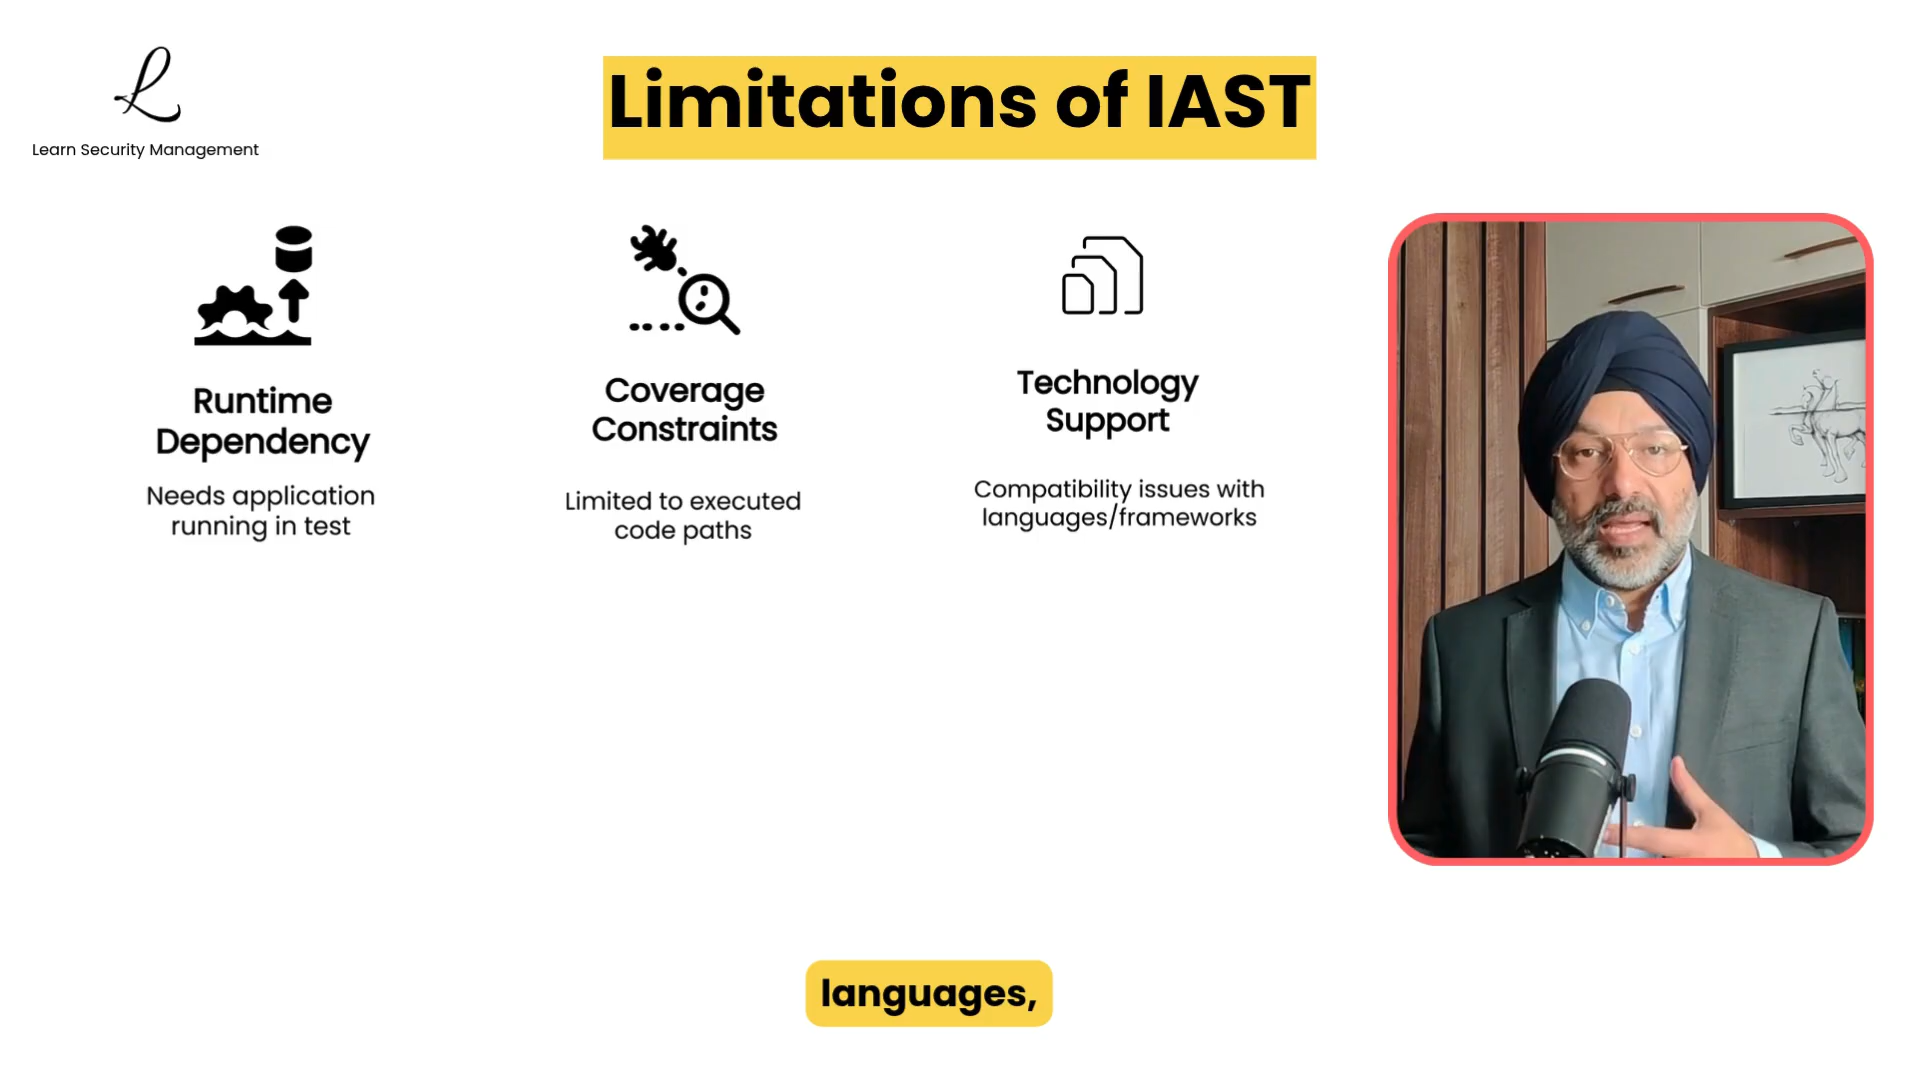 Learn Security Management
Limitations of IAST
Runtime
Dependency
Needs application
running in test
Coverage
Constraints
Limited to executed
code paths
Technology
Support
Compatibility issues with
languages/frameworks
languages,